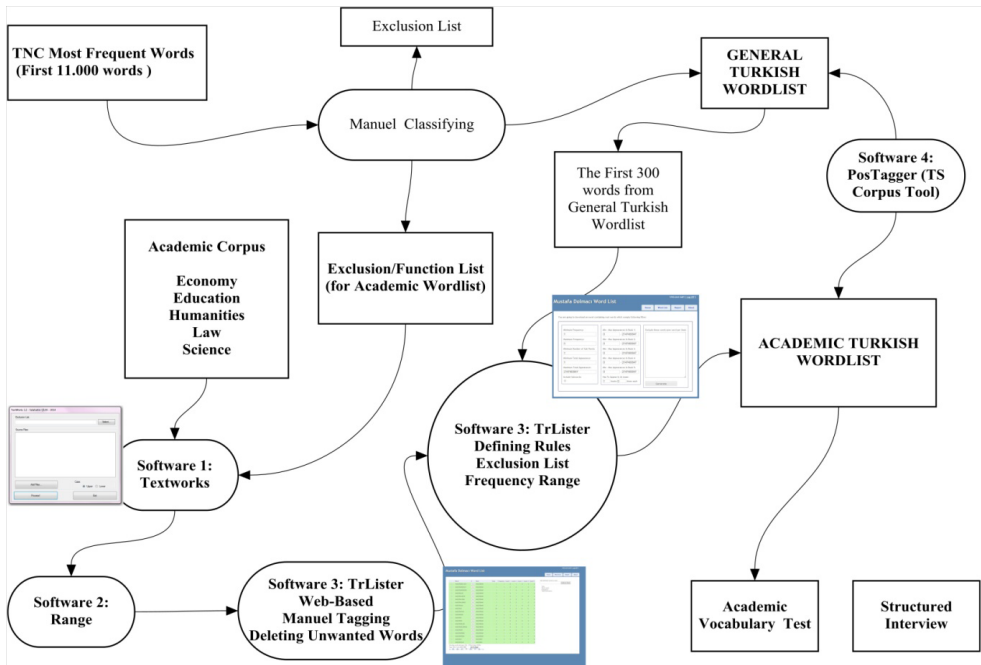 Exclusion List
TNC Most Frequent Words
(First 11.000 words )
GENERAL
TURKISH
WORDLIST
Manuel Classifying
The First 300
words from
General Turkish
Wordlist
Software 4:
PosTagger (TS
Corpus Tool)
Academic Corpus
Economy
Education
Humanities
Law
Science
Exclusion/Function List
(for Academic Wordlist)
Mustafa Dolmacı Word List
ACADEMIC TURKISH
WORDLIST
Software 3: TrLister
Defining Rules
Exclusion List
Frequency Range
Software 1:
Textworks
Software 2:
Range
Software 3: TrLister
Web-Based
Manuel Tagging
Deleting Unwanted Words
Academic
Vocabulary Test
Structured
Interview